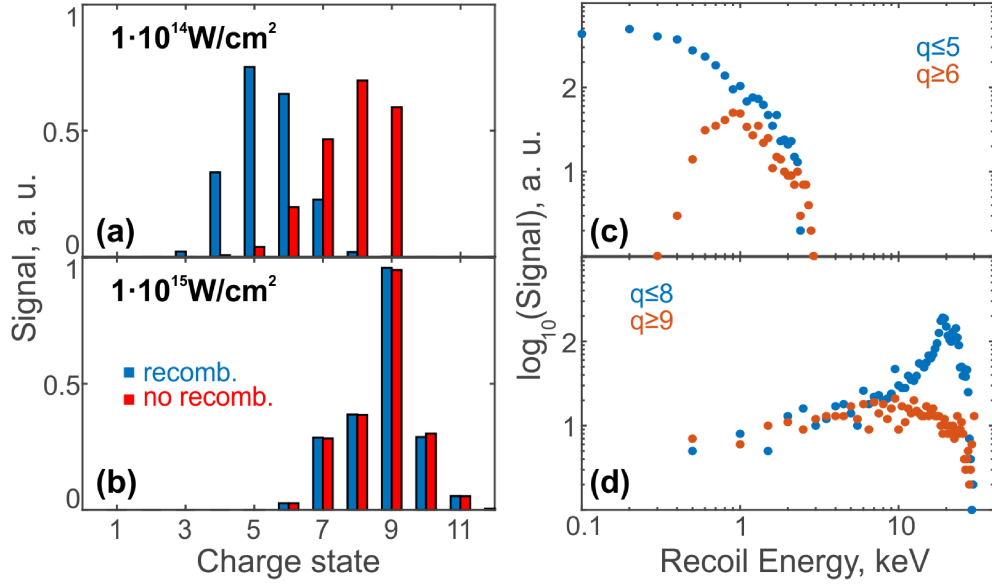 1
1·10¹⁴W/cm²
0.5
(a)
0
1
1·10¹⁵W/cm²
0.5
recomb.
no recomb.
(b)
0
1 3 5 7 9 11
Charge state
Signal, a. u.
q≤5
q≥6
2
1
(c)
q≤8
q≥9
2
1
(d)
0.1 1 10
Recoil Energy, keV
log₁₀(Signal), a. u.